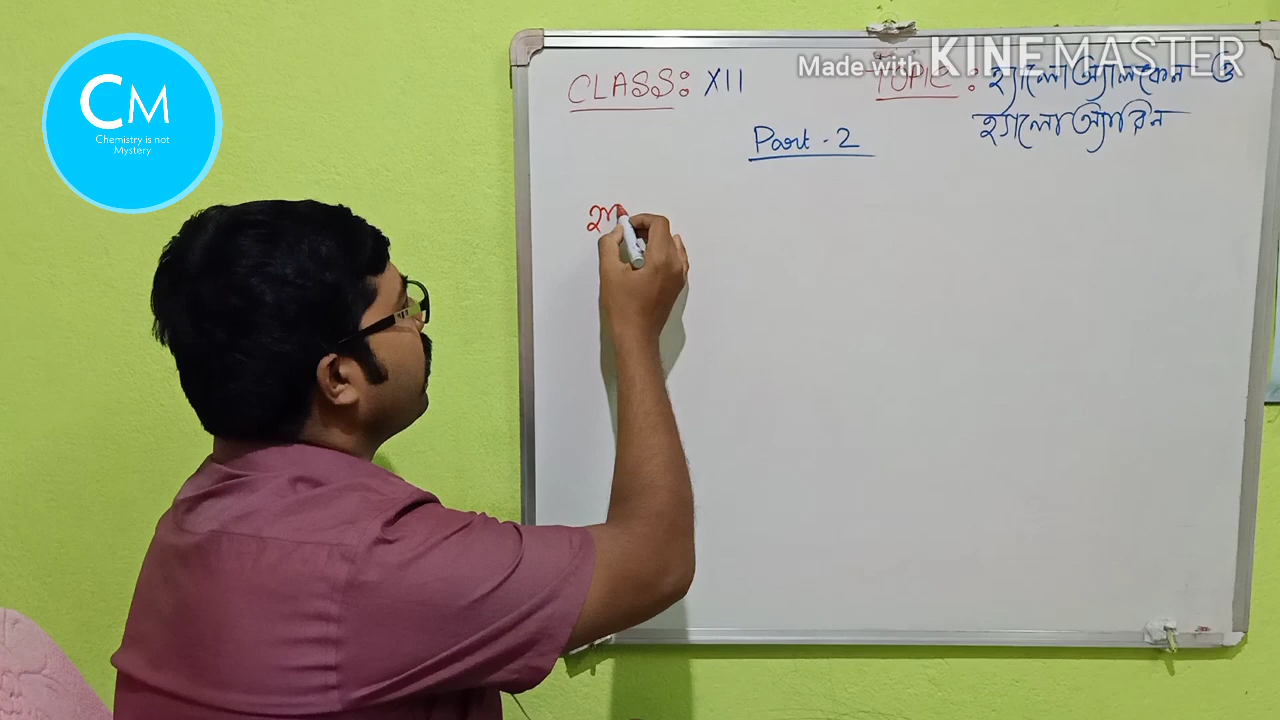 CM
Chemistry is not
Mystery
Made with KINEMASTER
CLASS: XII
TOPIC: হ্যালোঅ্যালকেন ও
হ্যালোঅ্যারিন
Part-2